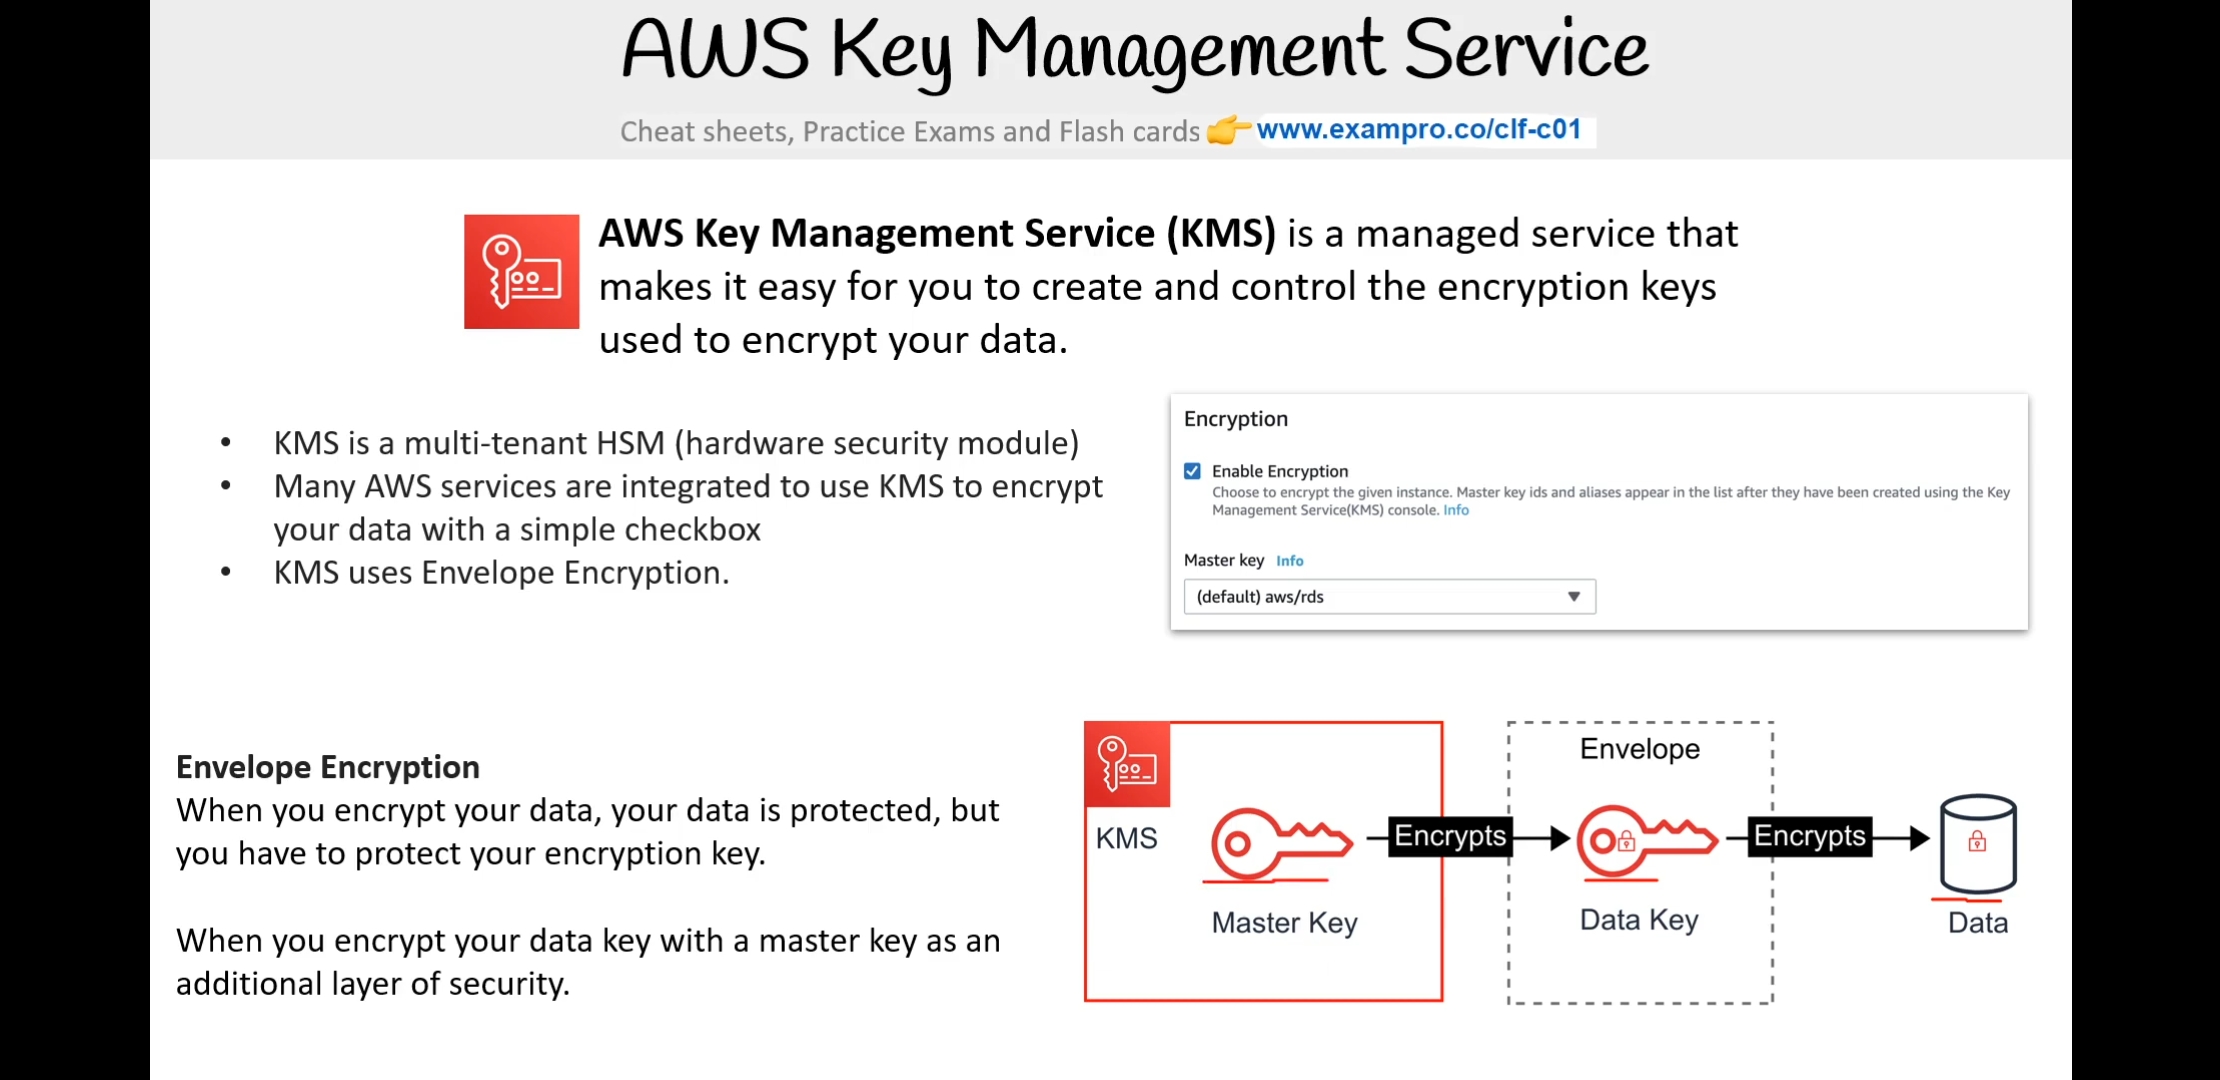 AWS Key Management Service
Cheat sheets, Practice Exams and Flash cards 👉 www.exampro.co/clf-c01
AWS Key Management Service (KMS) is a managed service that
makes it easy for you to create and control the encryption keys
used to encrypt your data.
• KMS is a multi-tenant HSM (hardware security module)
• Many AWS services are integrated to use KMS to encrypt
your data with a simple checkbox
• KMS uses Envelope Encryption.
Encryption
Enable Encryption
Choose to encrypt the given instance. Master key ids and aliases appear in the list after they have been created using the Key
Management Service(KMS) console. Info
Master key Info
(default) aws/rds
Envelope Encryption
When you encrypt your data, your data is protected, but
you have to protect your encryption key.
When you encrypt your data key with a master key as an
additional layer of security.
KMS
Master Key
Encrypts
Envelope
Data Key
Encrypts
Data